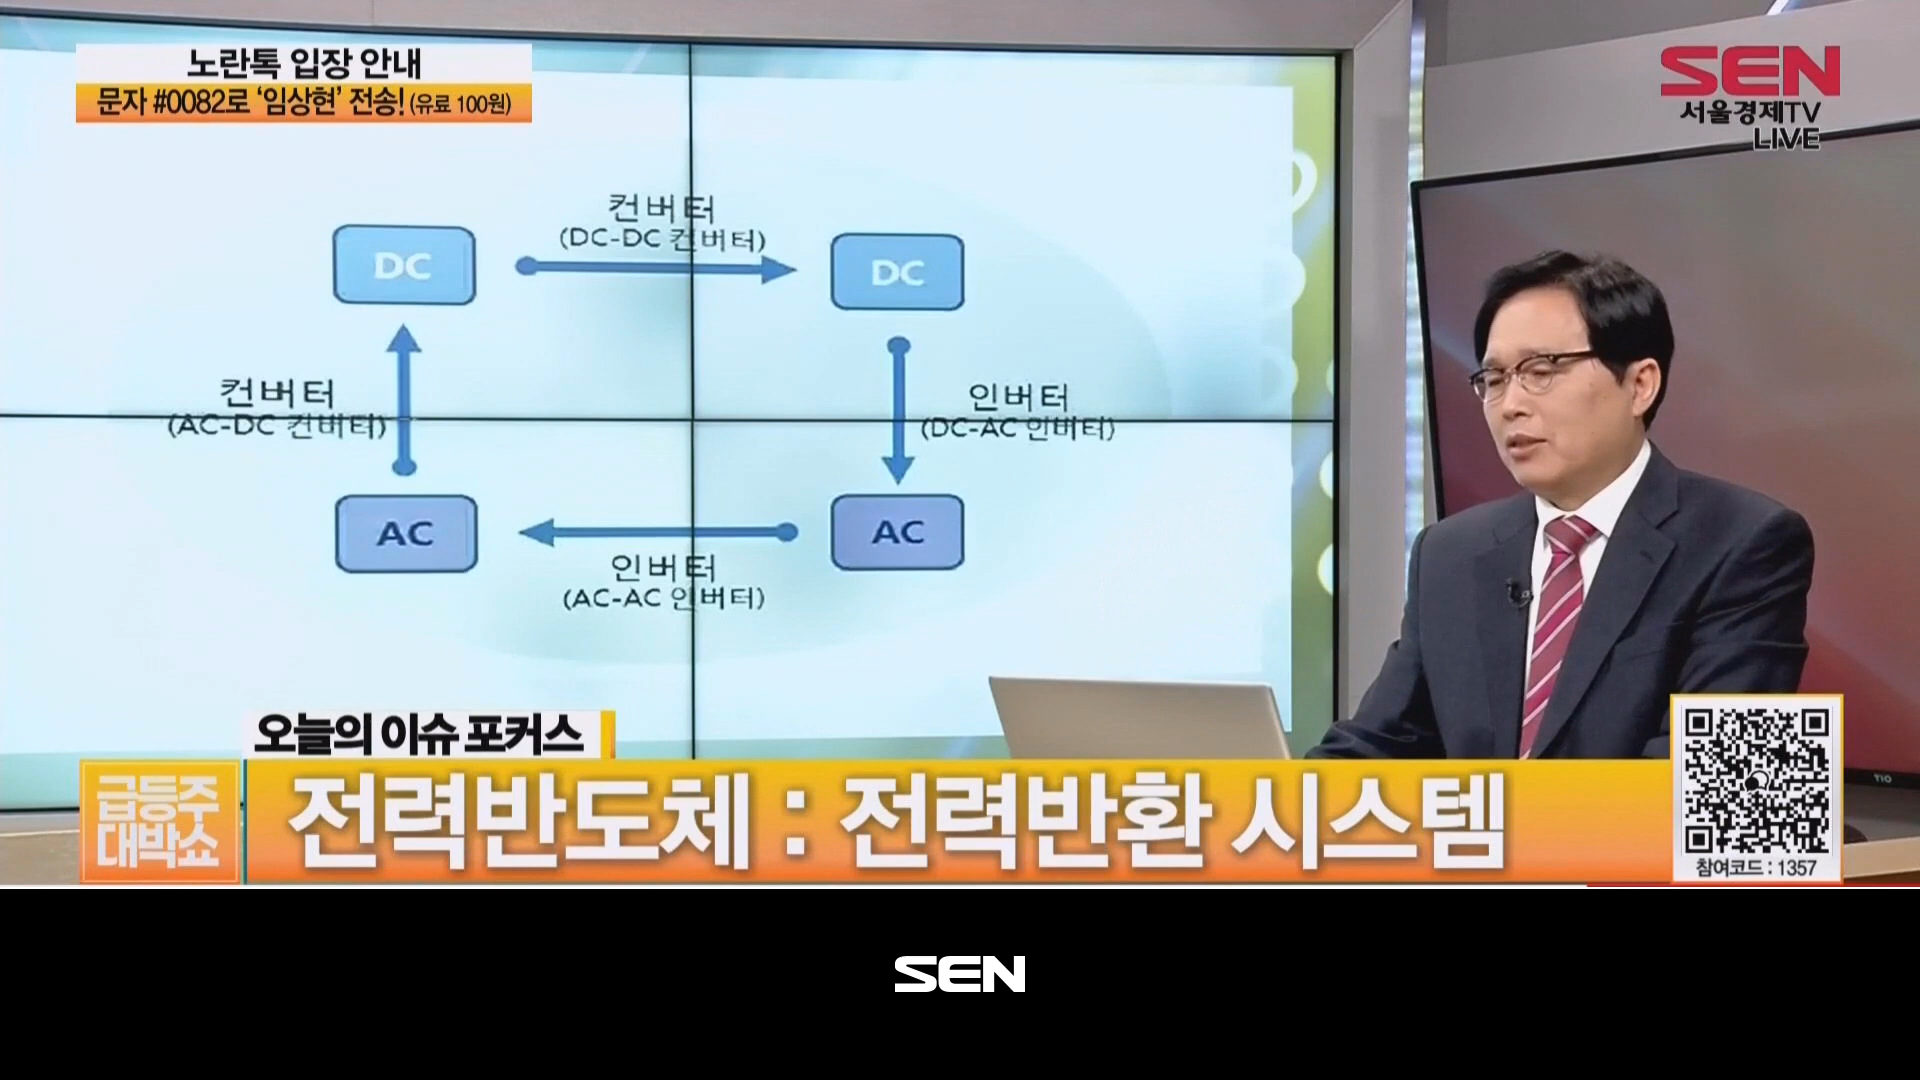 노란톡 입장 안내
문자 #0082로 '임상현' 전송! (유료 100원)
SEN
서울경제TV
LIVE
컨버터
(DC-DC 컨버터)
DC
DC
컨버터
(AC-DC 컨버터)
인버터
(DC-AC 인버터)
AC
AC
인버터
(AC-AC 인버터)
오늘의 이슈 포커스
급등주
대박쇼
전력반도체 : 전력반환 시스템
참여코드 : 1357
SEN